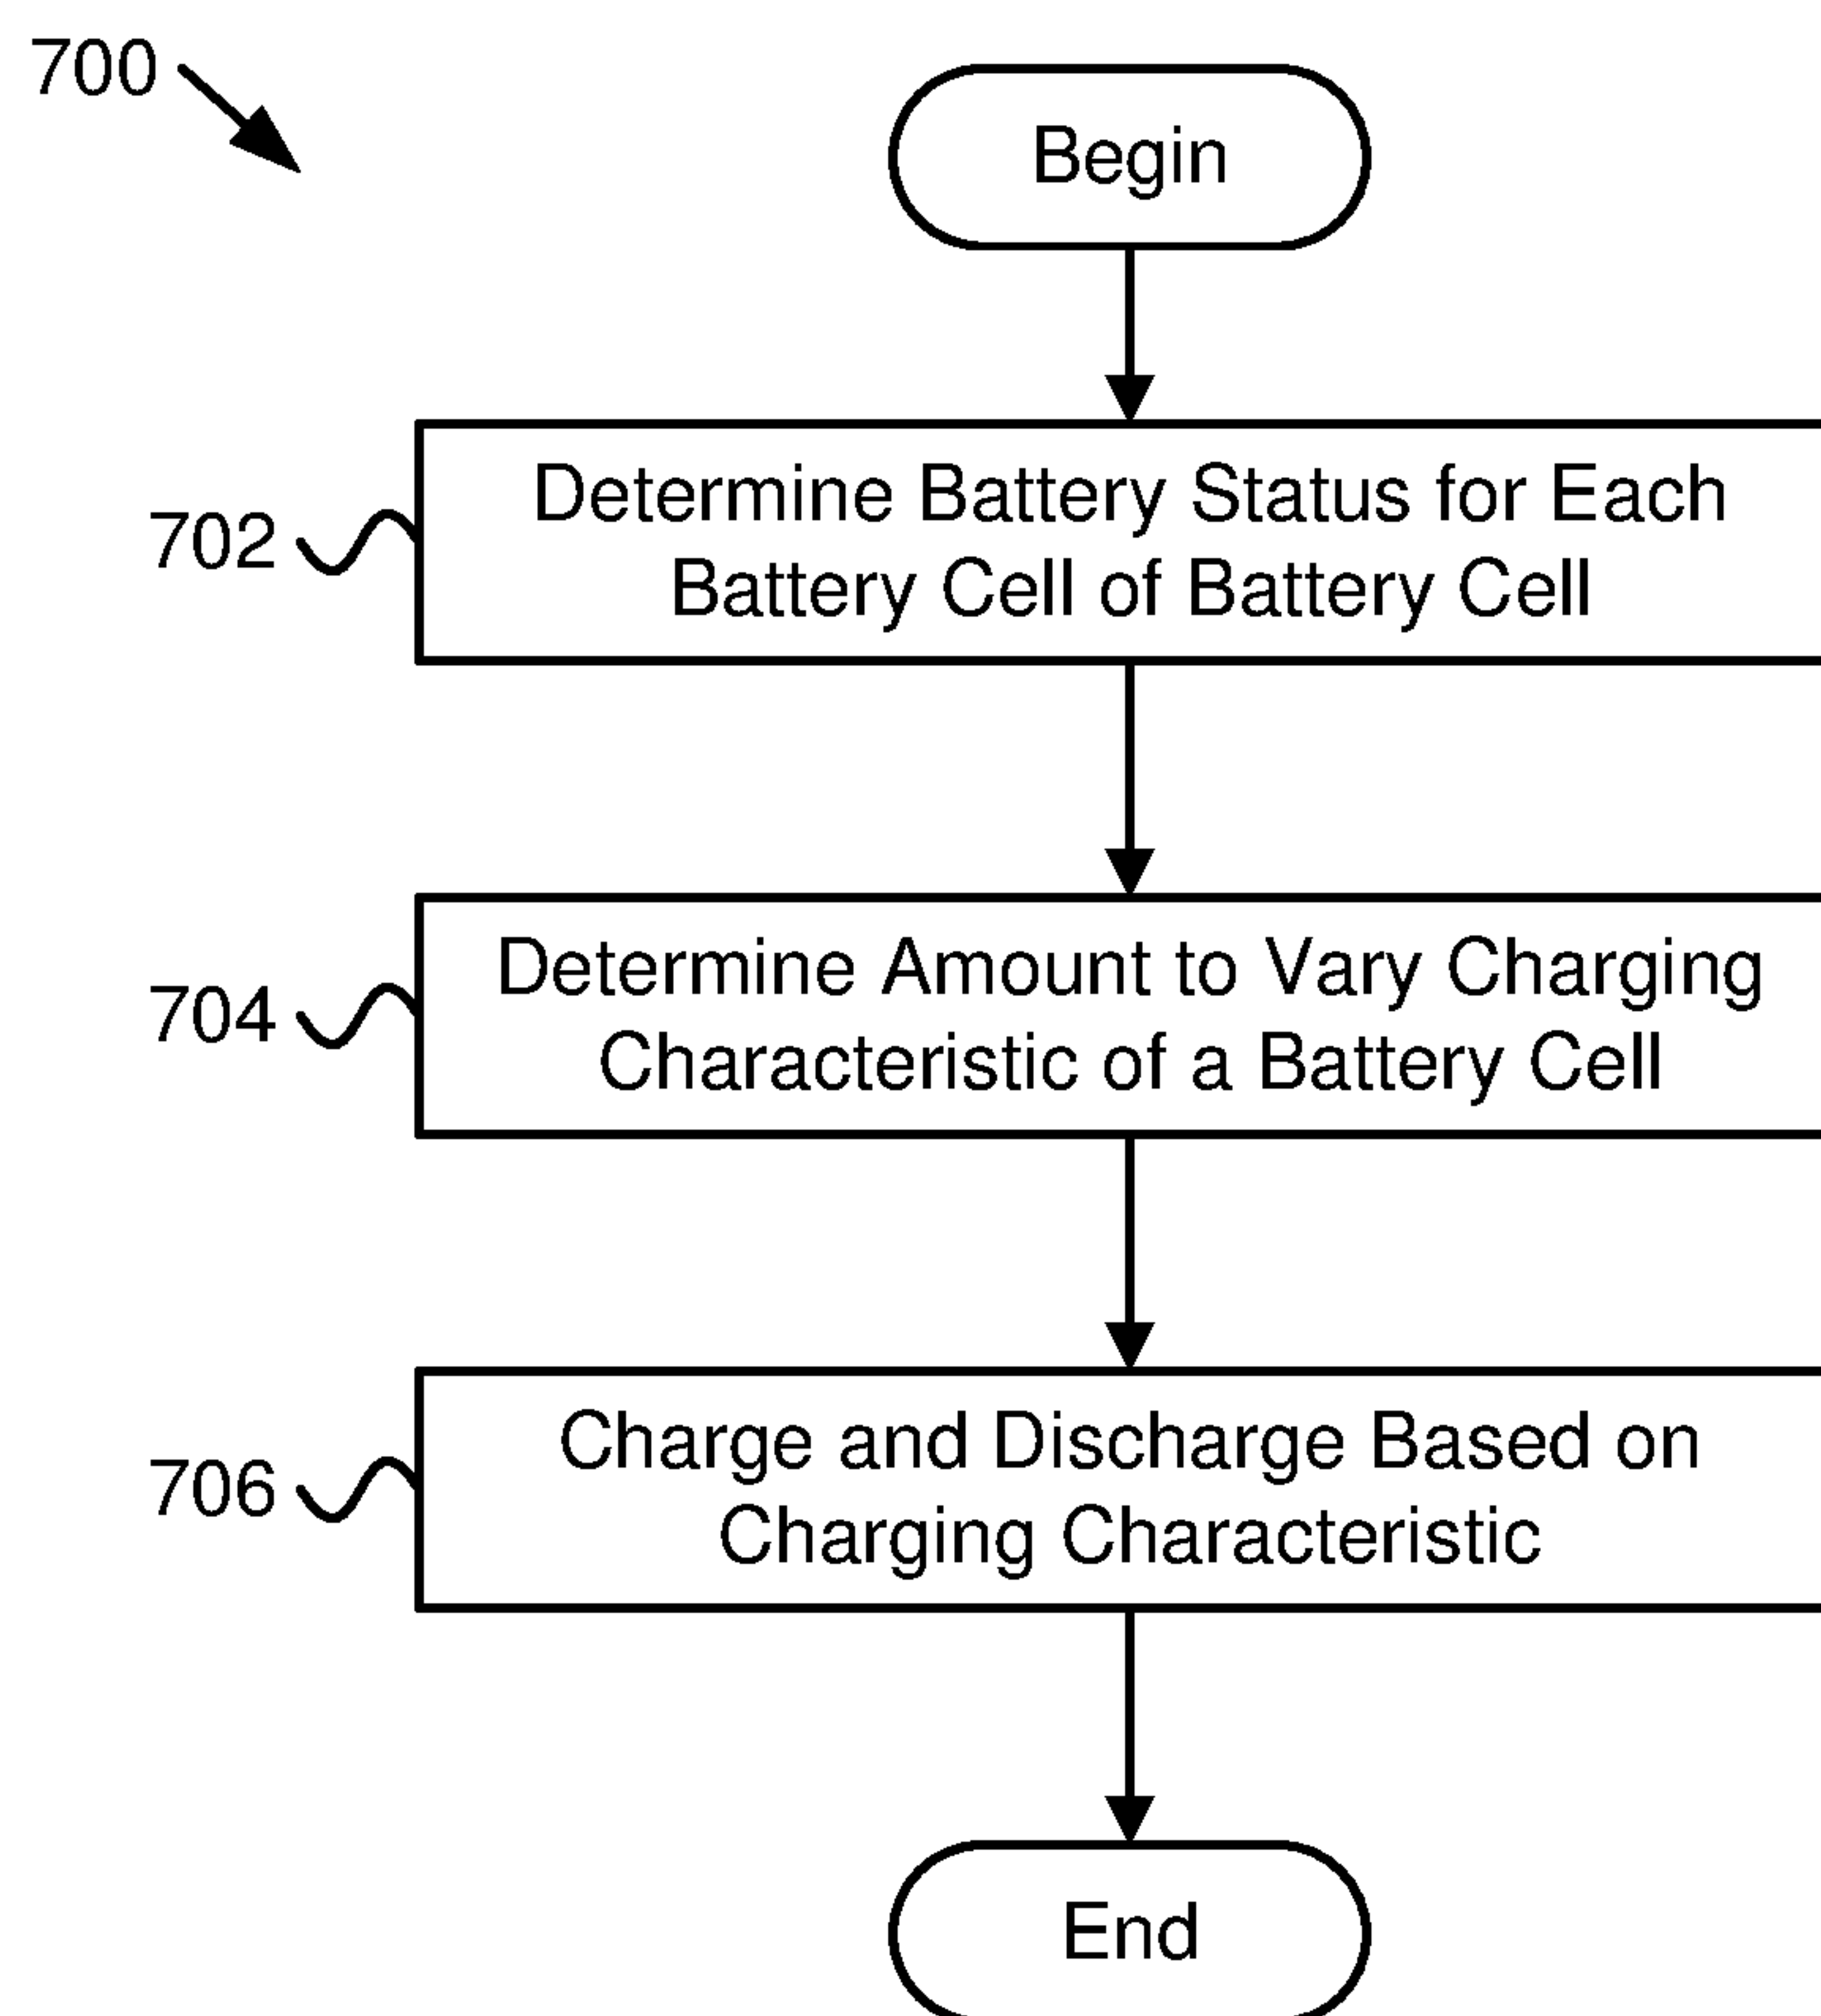 700
Begin
702
Determine Battery Status for Each
Battery Cell of Battery Cell
704
Determine Amount to Vary Charging
Characteristic of a Battery Cell
706
Charge and Discharge Based on
Charging Characteristic
End